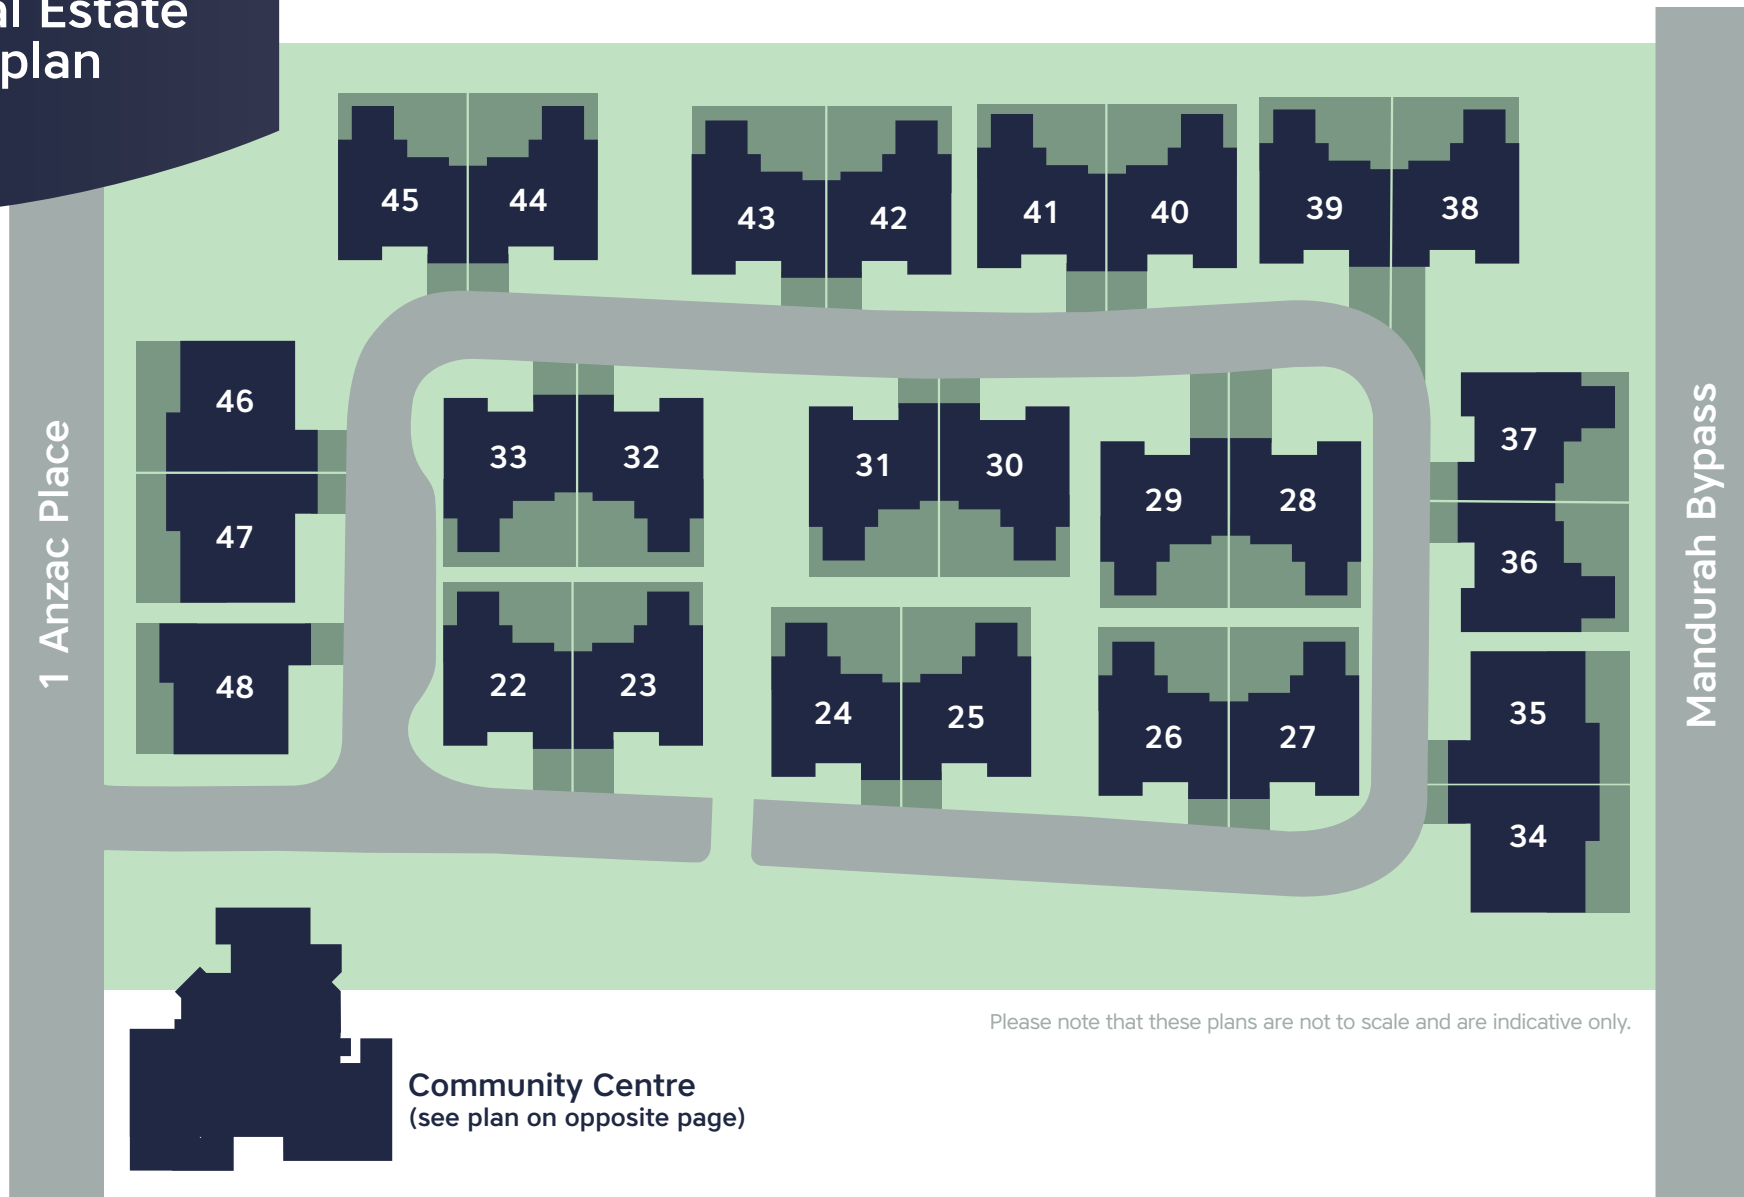 Estate
plan
45 44
43 42
41 40
39 38
46
47
48
33 32
31 30
29 28
37
36
22 23
24 25
26 27
35
34
1 Anzac Place
Mandurah Bypass
Please note that these plans are not to scale and are indicative only.
Community Centre
(see plan on opposite page)